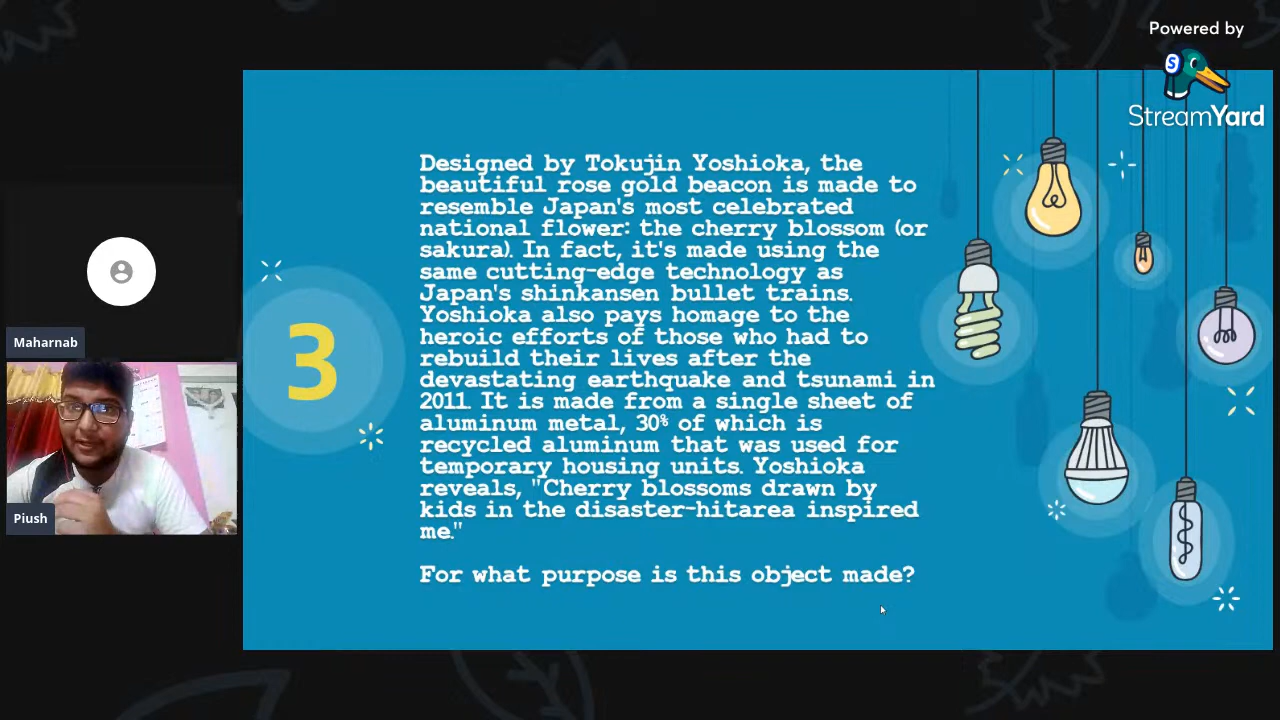 Powered by
S
StreamYard
Designed by Tokujin Yoshioka, the
beautiful rose gold beacon is made to
resemble Japan's most celebrated
national flower: the cherry blossom (or
sakura). In fact, it's made using the
same cutting-edge technology as
Japan's shinkansen bullet trains.
Yoshioka also pays homage to the
heroic efforts of those who had to
rebuild their lives after the
devastating earthquake and tsunami in
2011. It is made from a single sheet of
aluminum metal, 30% of which is
recycled aluminum that was used for
temporary housing units. Yoshioka
reveals, "Cherry blossoms drawn by
kids in the disaster-hitarea inspired
me."
For what purpose is this object made?
3
Maharnab
Piush